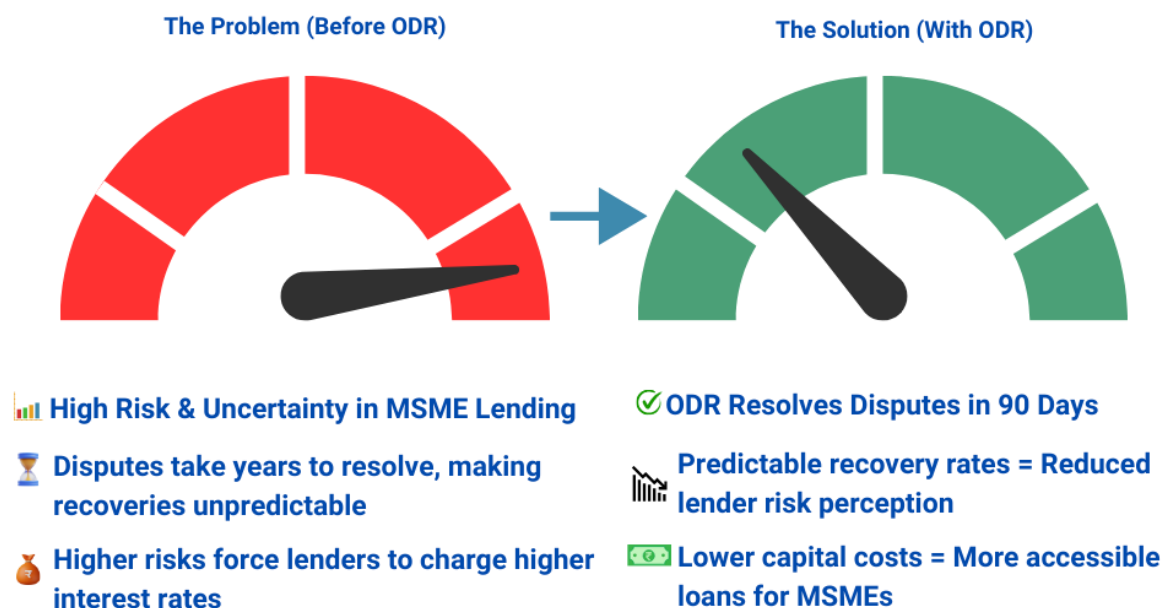 The Problem (Before ODR)
High Risk & Uncertainty in MSME Lending
Disputes take years to resolve, making
recoveries unpredictable
₹
Higher risks force lenders to charge higher
interest rates
The Solution (With ODR)
ODR Resolves Disputes in 90 Days
Predictable recovery rates = Reduced
lender risk perception
₹
Lower capital costs = More accessible
loans for MSMEs